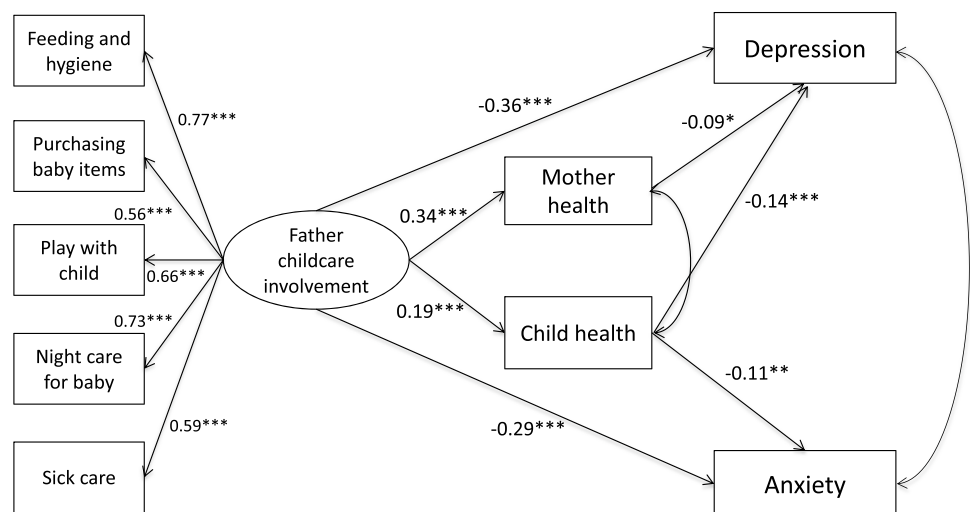 Feeding and
hygiene
Purchasing
baby items
Play with
child
Night care
for baby
Sick care
0.77***
0.56***
0.66***
0.73***
0.59***
Father
childcare
involvement
-0.36***
0.34***
0.19***
-0.29***
Mother
health
Child health
-0.09*
-0.14***
-0.11**
Depression
Anxiety